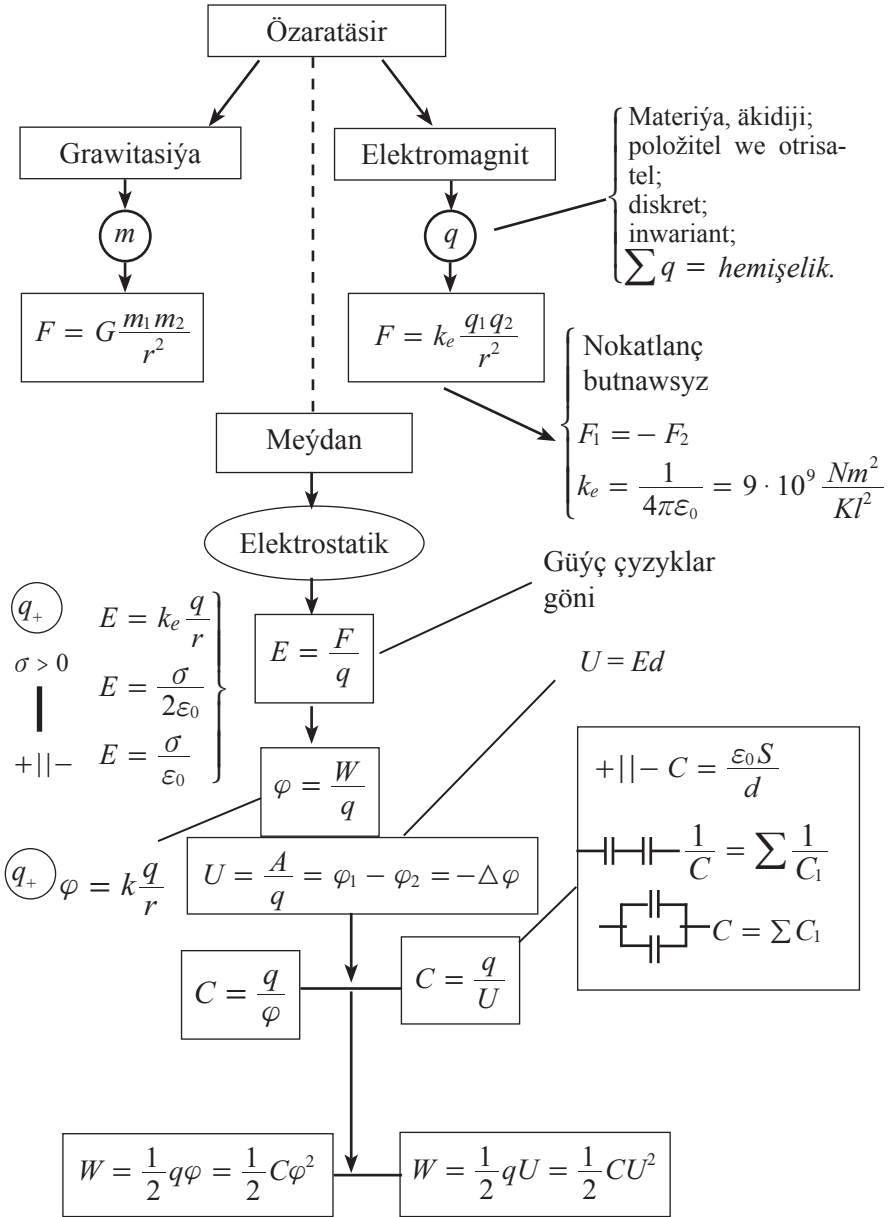 Özaratäsir
Grawitasiýa
Elektromagnit
Materiýa, äkidiji;
položitel we otrisa-
tel;
diskret;
inwariant;
∑ q = hemişelik.
m
q
F = G m₁m₂/r²
F = kₑ q₁q₂/r²
Nokatlanç
butnawsyz
F₁ = − F₂
kₑ = 1/4πε₀ = 9 · 10⁹ Nm²/Kl²
Meýdan
Elektrostatik
Güýç çyzyklar
göni
q₊ E = kₑ q/r
σ > 0
E = σ/2ε₀
+||- E = σ/ε₀
E = F/q
U = Ed
φ = W/q
q₊ φ = k q/r
U = A/q = φ₁ − φ₂ = −△φ
+||- C = ε₀S/d
1/C = ∑ 1/C₁
C = ∑C₁
C = q/φ
C = q/U
W = 1/2 qφ = 1/2 Cφ²
W = 1/2 qU = 1/2 CU²